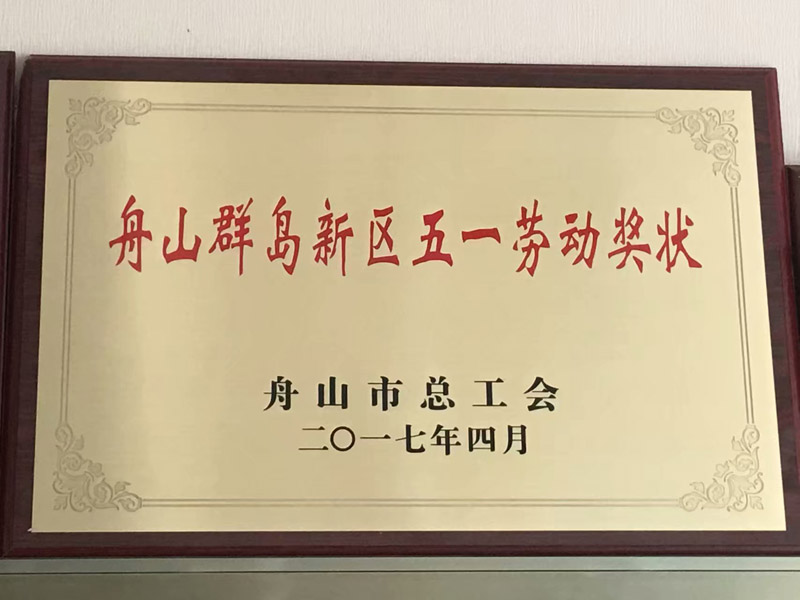 舟山群岛新区五一劳动奖状
舟山市总工会
二〇一七年四月